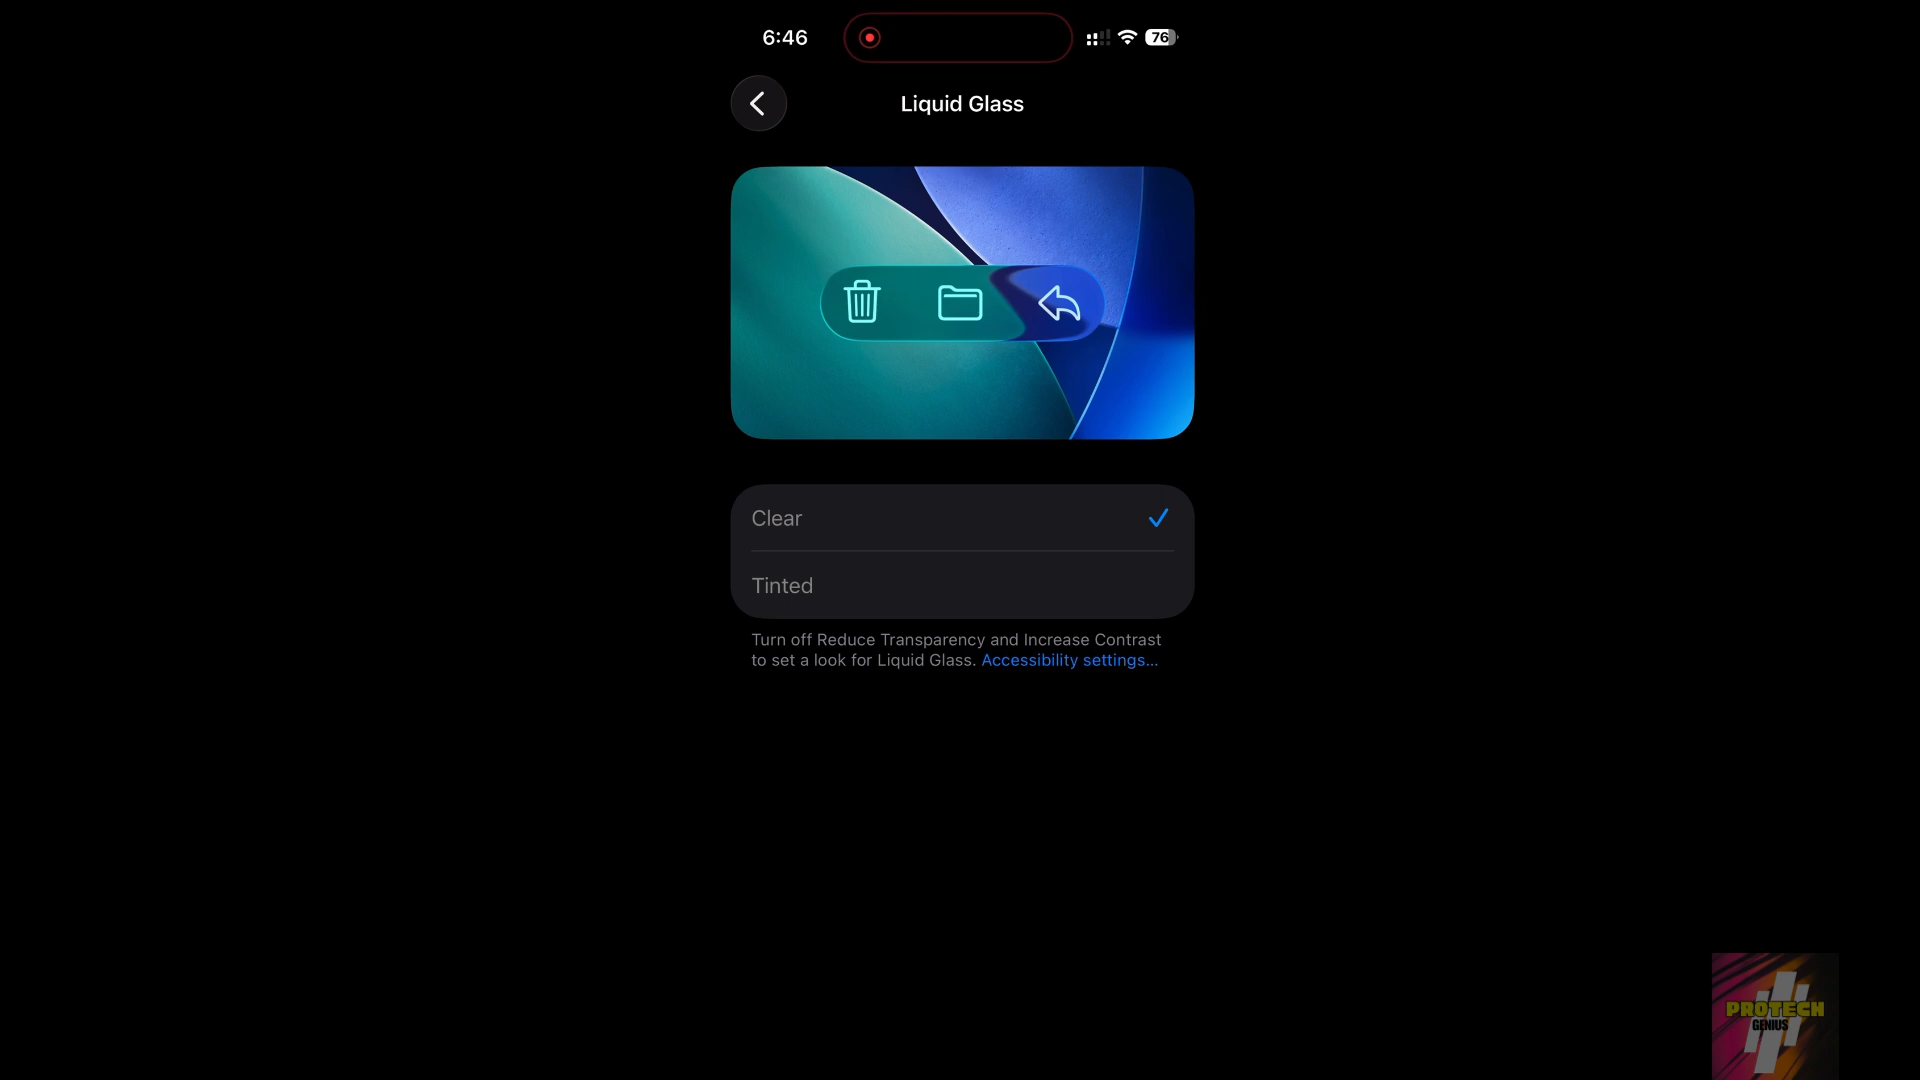 6:46
76
Liquid Glass
Clear
Tinted
Turn off Reduce Transparency and Increase Contrast
to set a look for Liquid Glass. Accessibility settings...
PROTECH
GENIUS